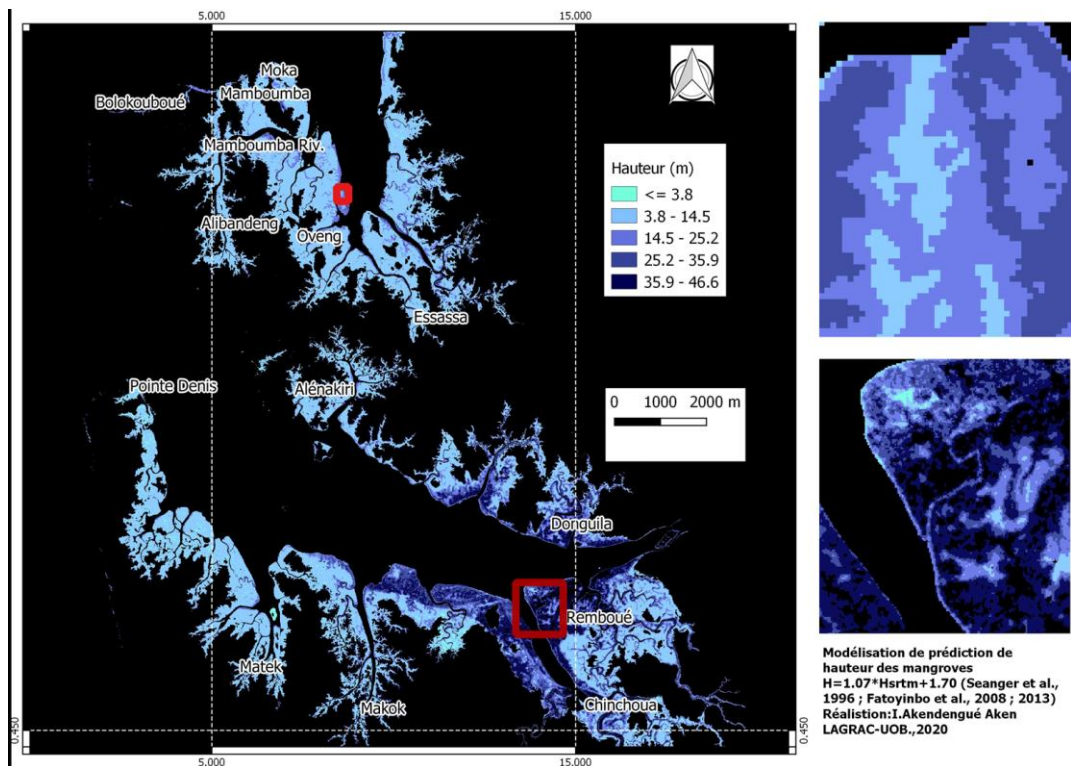 5.000 15.000
Moka
Mamboumba
Bolokouboué
Mamboumba Riv.
Alibandeng
Oveng
Essassa
Hauteur (m)
<= 3.8
3.8 - 14.5
14.5 - 25.2
25.2 - 35.9
35.9 - 46.6
Alénakiri
Pointe Denis
0 1000 2000 m
Donguila
Remboué
Matek
Makok
Chinchoua
0.450 0.450
5.000 15.000
Modélisation de prédiction de
hauteur des mangroves
H=1.07*Hsrtm+1.70 (Seanger et al.,
1996 ; Fatoyinbo et al., 2008 ; 2013)
Réalistion:I.Akendengué Aken
LAGRAC-UOB.,2020